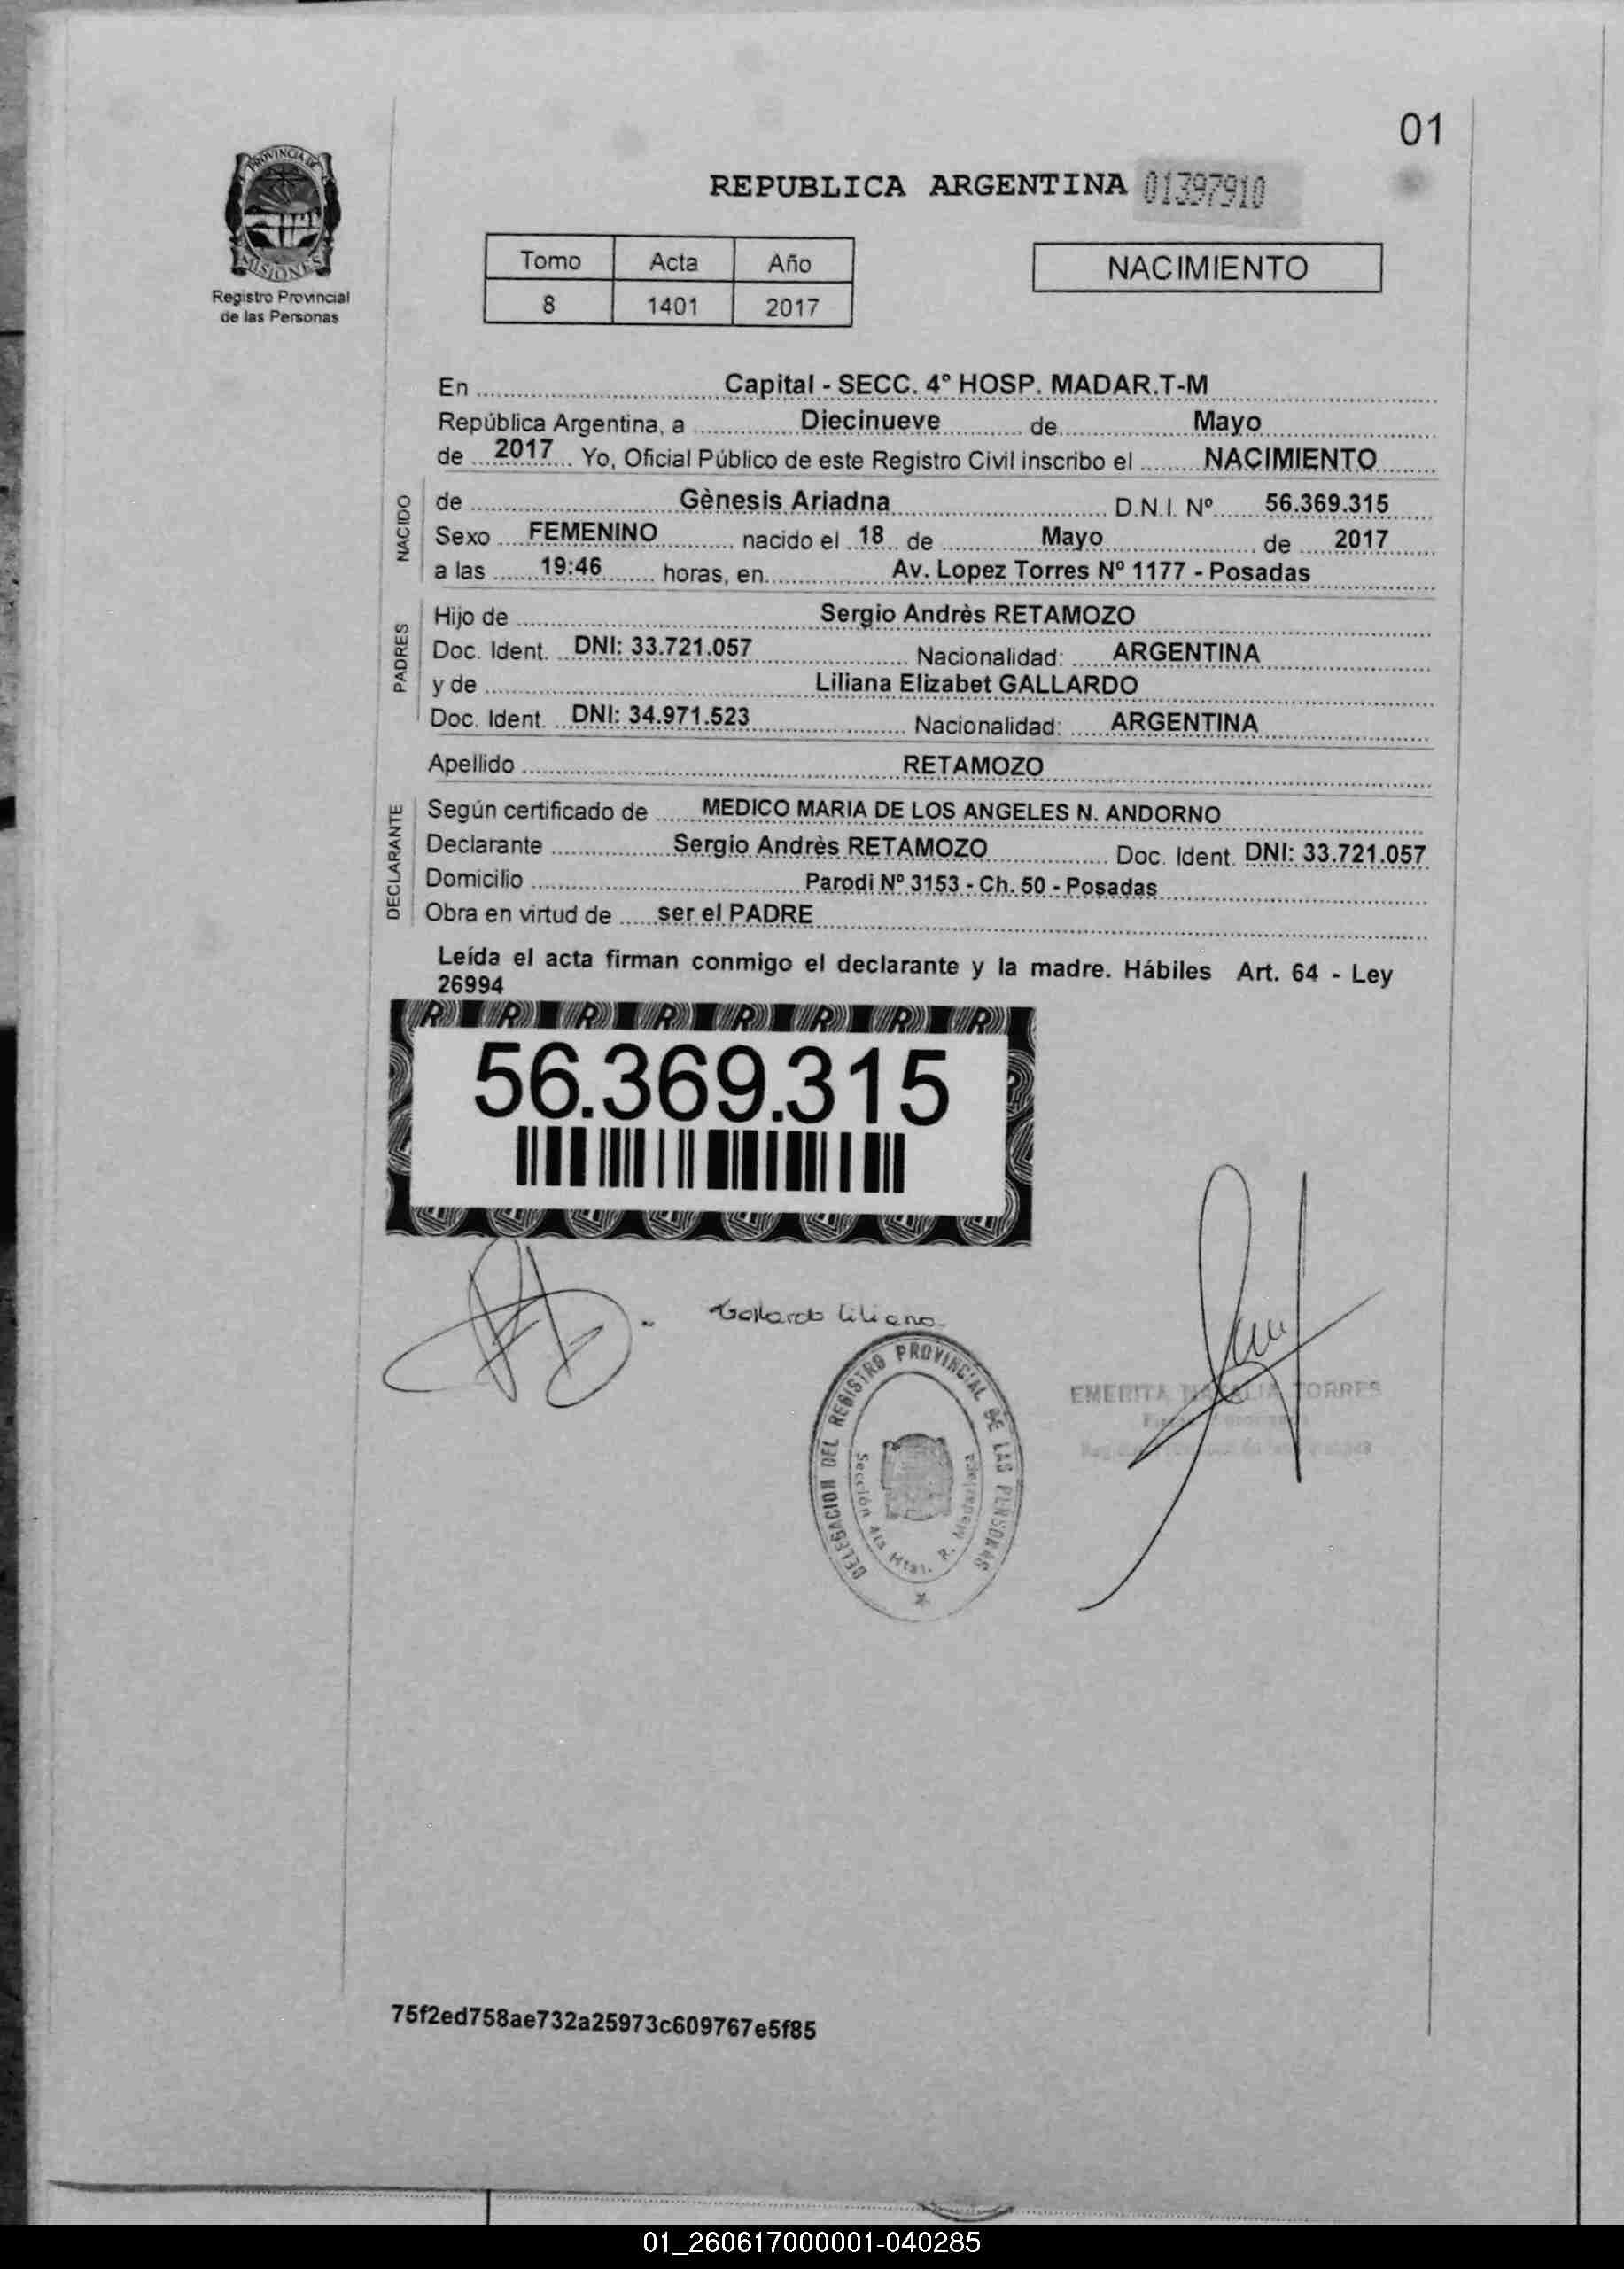 01
PROVINCIA DE
MISIONES
Registro Provincial
de las Personas
REPUBLICA ARGENTINA 01397910
Tomo Acta Año
8 1401 2017
NACIMIENTO
En Capital - SECC. 4° HOSP. MADAR.T-M
República Argentina, a Diecinueve de Mayo
de 2017 Yo, Oficial Público de este Registro Civil inscribo el NACIMIENTO
NACIDO
de Gènesis Ariadna D.N.I. Nº 56.369.315
Sexo FEMENINO nacido el 18 de Mayo de 2017
a las 19:46 horas, en Av. Lopez Torres Nº 1177 - Posadas
PADRES
Hijo de Sergio Andrès RETAMOZO
Doc. Ident. DNI: 33.721.057 Nacionalidad: ARGENTINA
y de Liliana Elizabet GALLARDO
Doc. Ident. DNI: 34.971.523 Nacionalidad: ARGENTINA
Apellido RETAMOZO
DECLARANTE
Según certificado de MEDICO MARIA DE LOS ANGELES N. ANDORNO
Declarante Sergio Andrès RETAMOZO Doc. Ident. DNI: 33.721.057
Domicilio Parodi Nº 3153 - Ch. 50 - Posadas
Obra en virtud de ser el PADRE
Leída el acta firman conmigo el declarante y la madre. Hábiles Art. 64 - Ley
26994
56.369.315
Gallardo Liliana
DELEGACION DEL REGISTRO PROVINCIAL DE LAS PERSONAS
Sección 4ta Htal. R. Madariaga
EMERITA NATALIA TORRES
75f2ed758ae732a25973c609767e5f85
01_260617000001-040285